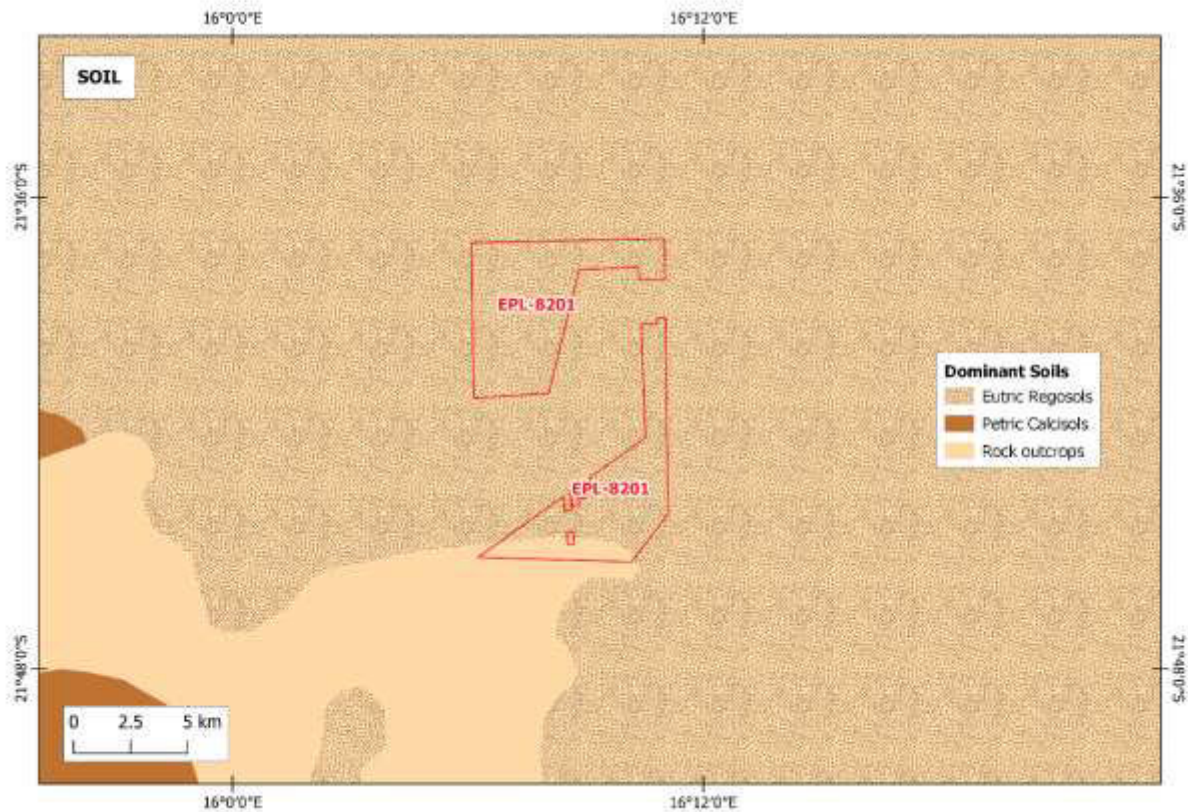 16°0'0"E 16°12'0"E
SOIL
21°36'0"S 21°36'0"S
EPL-8201
Dominant Soils
Eutric Regosols
Petric Calcisols
Rock outcrops
EPL-8201
21°48'0"S 21°48'0"S
0 2.5 5 km
16°0'0"E 16°12'0"E